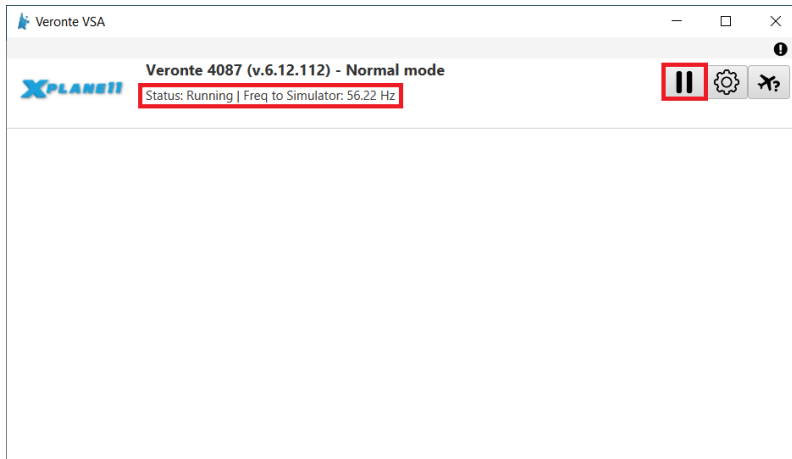 Veronte VSA
Veronte 4087 (v.6.12.112) - Normal mode
XPLANE11
Status: Running | Freq to Simulator: 56.22 Hz